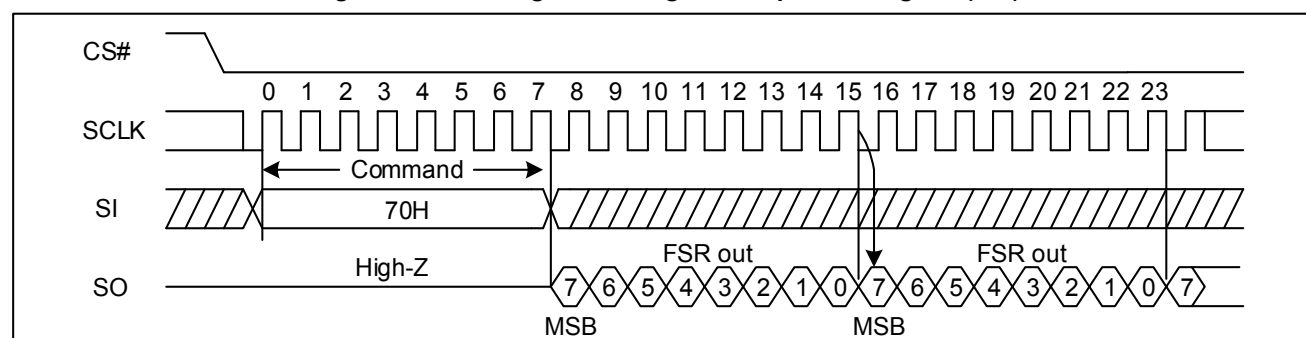 CS#
0 1 2 3 4 5 6 7 8 9 10 11 12 13 14 15 16 17 18 19 20 21 22 23
SCLK
Command
SI 70H
High-Z FSR out FSR out
SO 7 6 5 4 3 2 1 0 7 6 5 4 3 2 1 0 7
MSB MSB